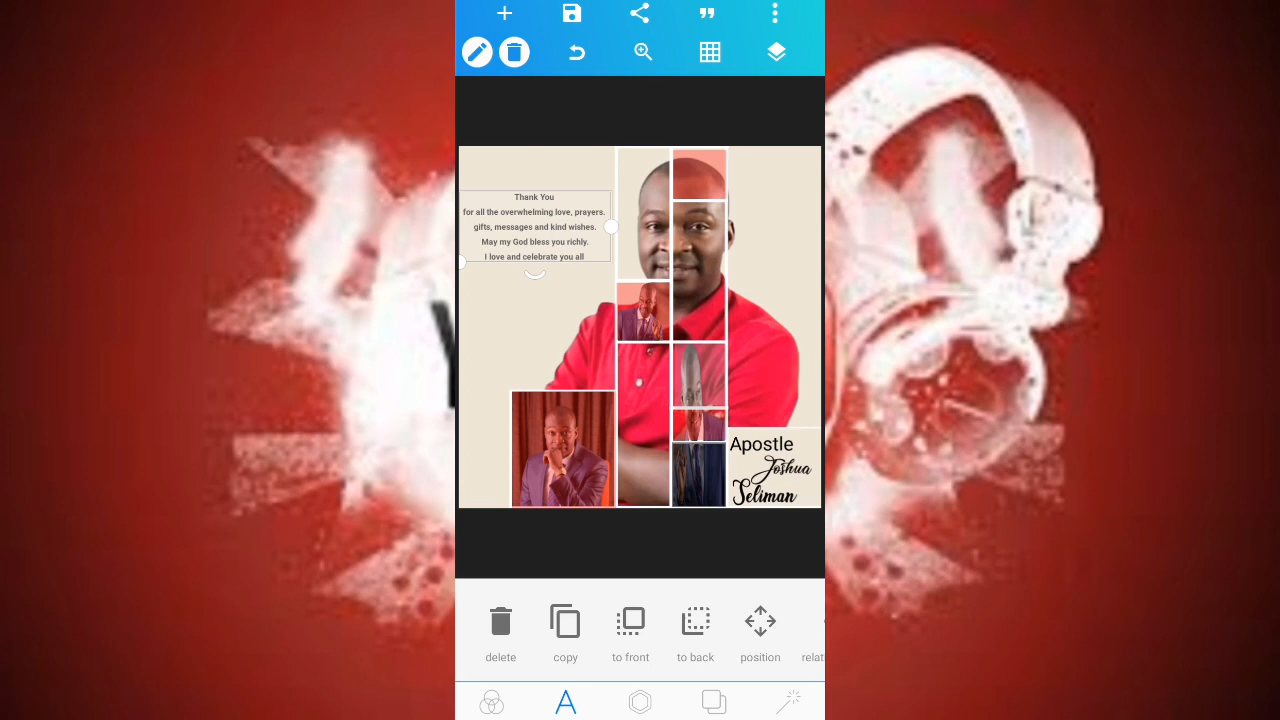 Thank You
for all the overwhelming love, prayers.
gifts, messages and kind wishes.
May my God bless you richly.
I love and celebrate you all
Apostle
Joshua
Seliman
delete
copy
to front
to back
position
relat